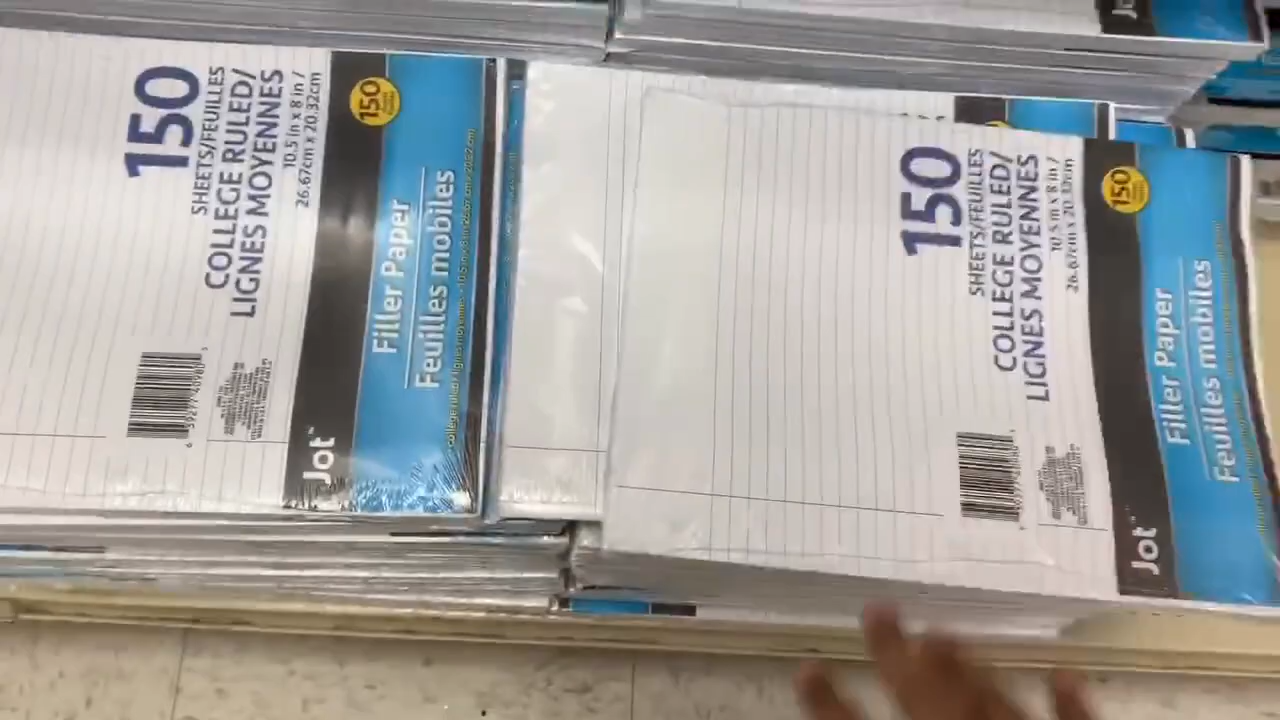 150
SHEETS/FEUILLES
COLLEGE RULED/
LIGNES MOYENNES
10.5 in x 8 in /
26.67cm x 20.32cm
150
Filler Paper
Feuilles mobiles
Jot™
150
SHEETS/FEUILLES
COLLEGE RULED/
LIGNES MOYENNES
10.5 in x 8 in /
26.67cm x 20.32cm
150
Filler Paper
Feuilles mobiles
Jot™